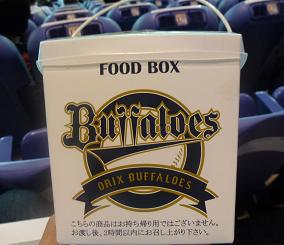 FOOD BOX
Buffaloes
ORIX BUFFALOES
こちらの商品はお持ち帰り用ではございません。
お渡し後、2時間以内にお召し上がり下さい。